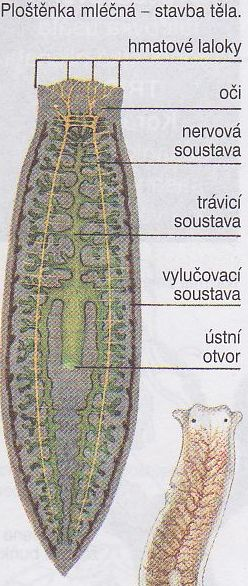 Ploštěnka mléčná – stavba těla.
hmatové laloky
oči
nervová
soustava
trávicí
soustava
vylučovací
soustava
ústní
otvor